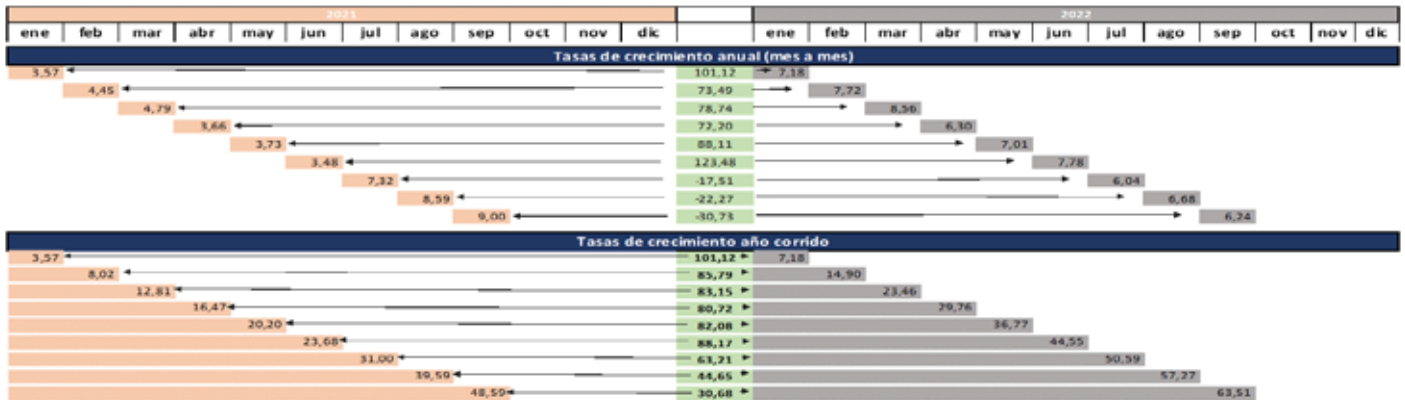 2021 2022
ene feb mar abr may jun jul ago sep oct nov dic ene feb mar abr may jun jul ago sep oct nov dic
Tasas de crecimiento anual (mes a mes)
3,57 101,12 7,18
4,45 73,49 7,72
4,79 78,74 8,56
3,66 72,20 6,30
3,73 88,11 7,01
3,48 123,48 7,78
7,32 -17,51 6,04
8,59 -22,27 6,68
9,00 -30,73 6,24
Tasas de crecimiento año corrido
3,57 101,12 7,18
8,02 85,79 14,90
12,81 83,15 23,46
16,47 80,72 29,76
20,20 82,08 36,77
23,68 88,17 44,55
31,00 63,21 50,59
39,59 44,65 57,27
48,59 30,68 63,51